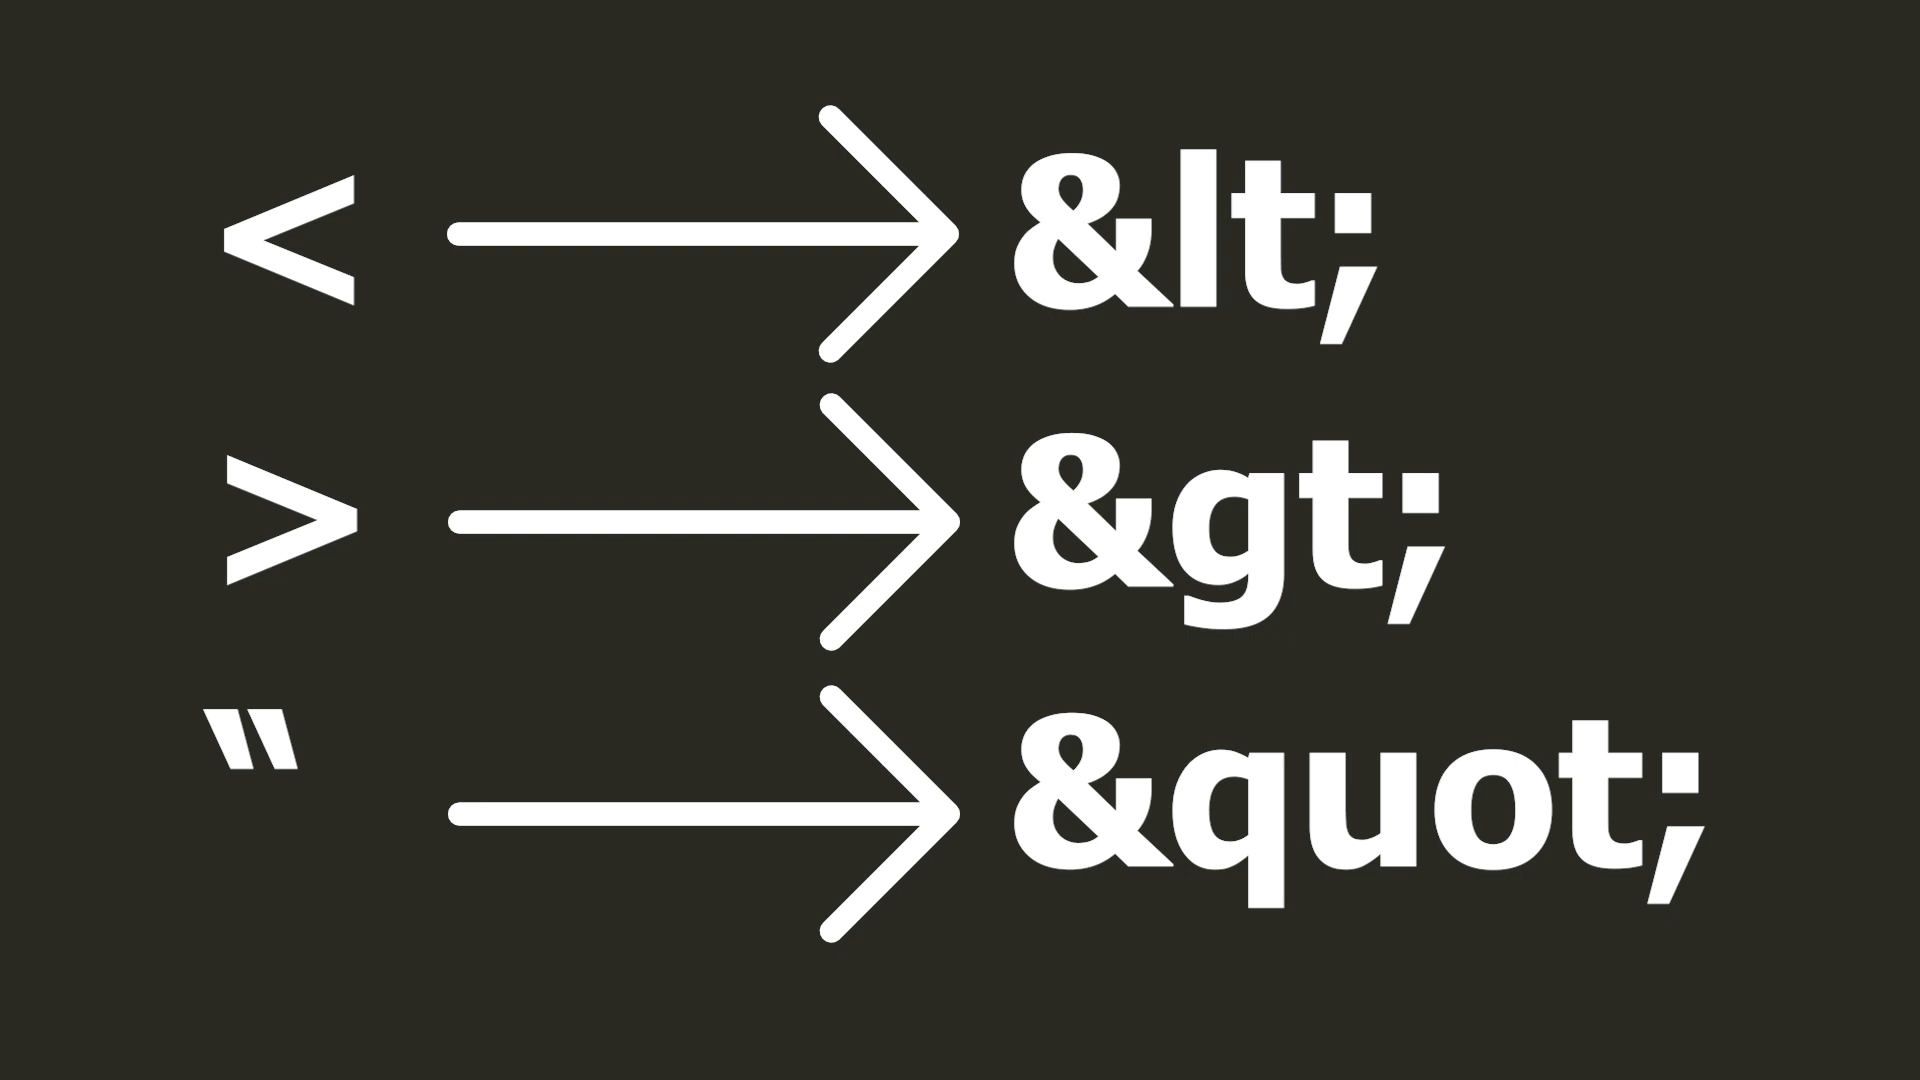 < → &lt;
> → &gt;
‟ → &quot;